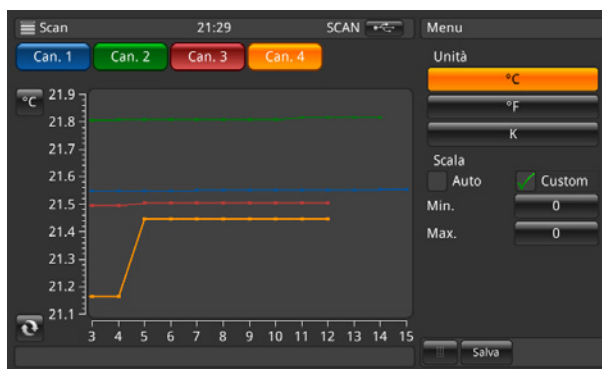 Scan 21:29 SCAN Menu
Can. 1 Can. 2 Can. 3 Can. 4
Unità
°C
°F
K
Scala
Auto Custom
Min. 0
Max. 0
Salva
°C
21.9
21.8
21.7
21.6
21.5
21.4
21.3
21.2
21.1
3 4 5 6 7 8 9 10 11 12 13 14 15